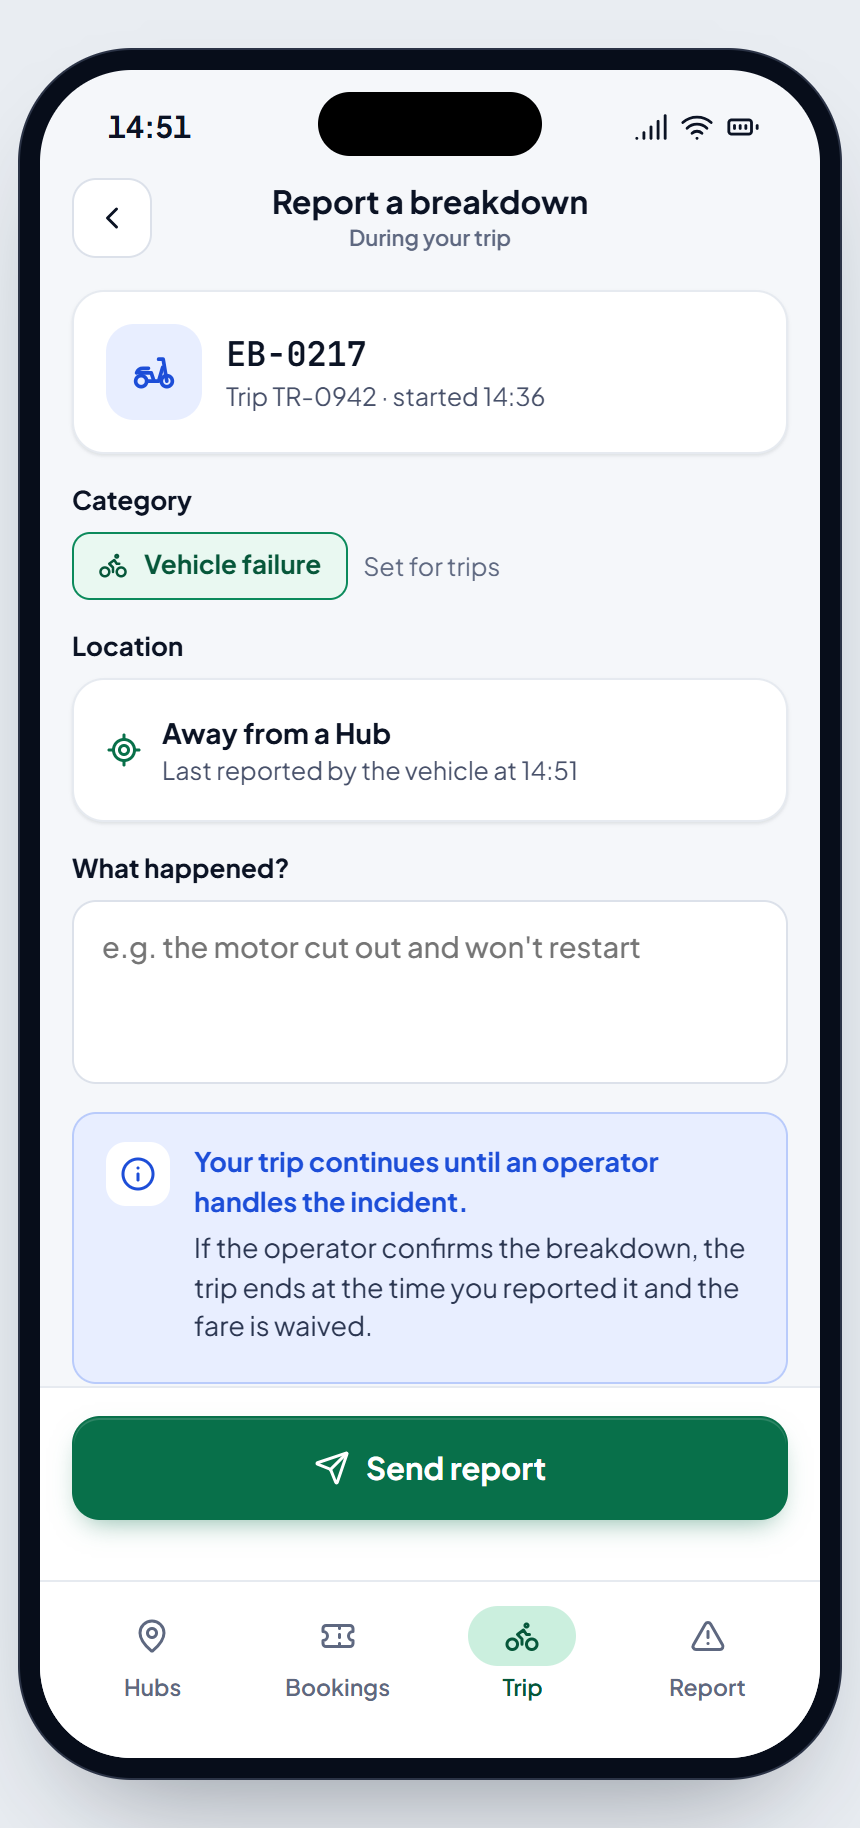 14:51
Report a breakdown
During your trip
EB-0217
Trip TR-0942 · started 14:36
Category
Vehicle failure
Set for trips
Location
Away from a Hub
Last reported by the vehicle at 14:51
What happened?
e.g. the motor cut out and won't restart
Your trip continues until an operator
handles the incident.
If the operator confirms the breakdown, the
trip ends at the time you reported it and the
fare is waived.
Send report
Hubs
Bookings
Trip
Report